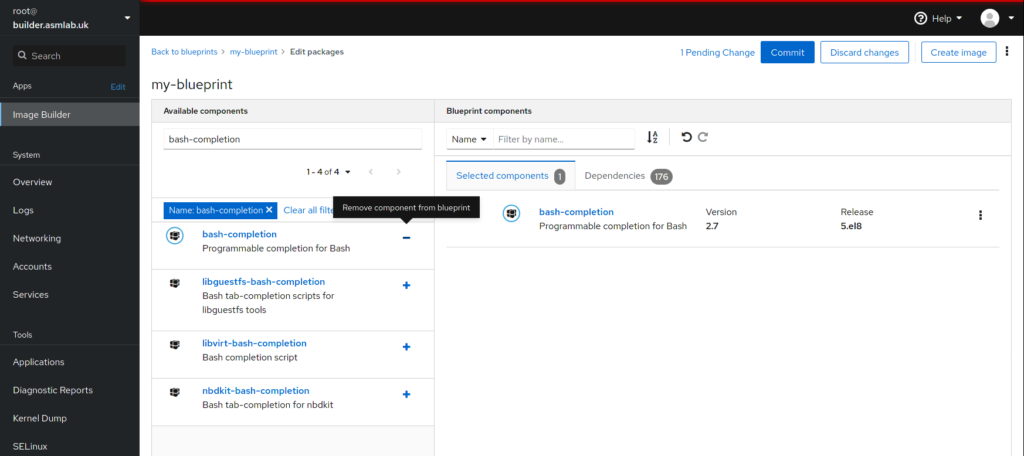 root@
builder.asmlab.uk
Search
Apps
Edit
Image Builder
System
Overview
Logs
Networking
Accounts
Services
Tools
Applications
Diagnostic Reports
Kernel Dump
SELinux
Help
Back to blueprints > my-blueprint > Edit packages
1 Pending Change
Commit
Discard changes
Create image
my-blueprint
Available components
bash-completion
1 - 4 of 4
Name: bash-completion
Clear all
Remove component from blueprint
bash-completion
Programmable completion for Bash
libguestfs-bash-completion
Bash tab-completion scripts for
libguestfs tools
libvirt-bash-completion
Bash completion script
nbdkit-bash-completion
Bash tab-completion for nbdkit
Blueprint components
Name
Filter by name...
Selected components 1
Dependencies 176
bash-completion
Programmable completion for Bash
Version
2.7
Release
5.el8